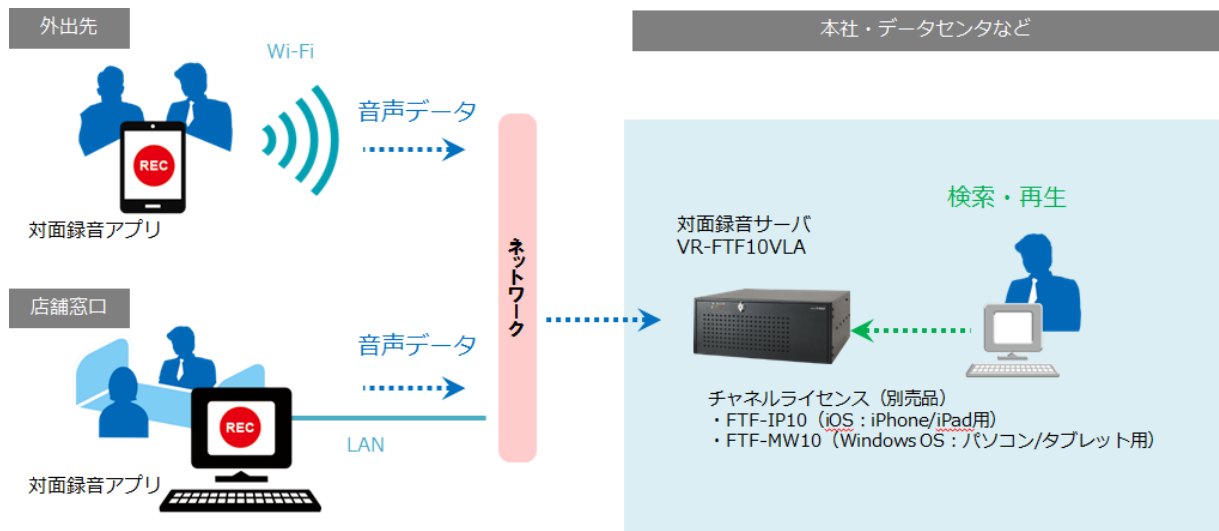 外出先
Wi-Fi
音声データ
REC
対面録音アプリ
店舗窓口
音声データ
REC
LAN
対面録音アプリ
ネットワーク
本社・データセンタなど
検索・再生
対面録音サーバ
VR-FTF10VLA
チャネルライセンス（別売品）
・FTF-IP10（iOS：iPhone/iPad用）
・FTF-MW10（Windows OS：パソコン/タブレット用）